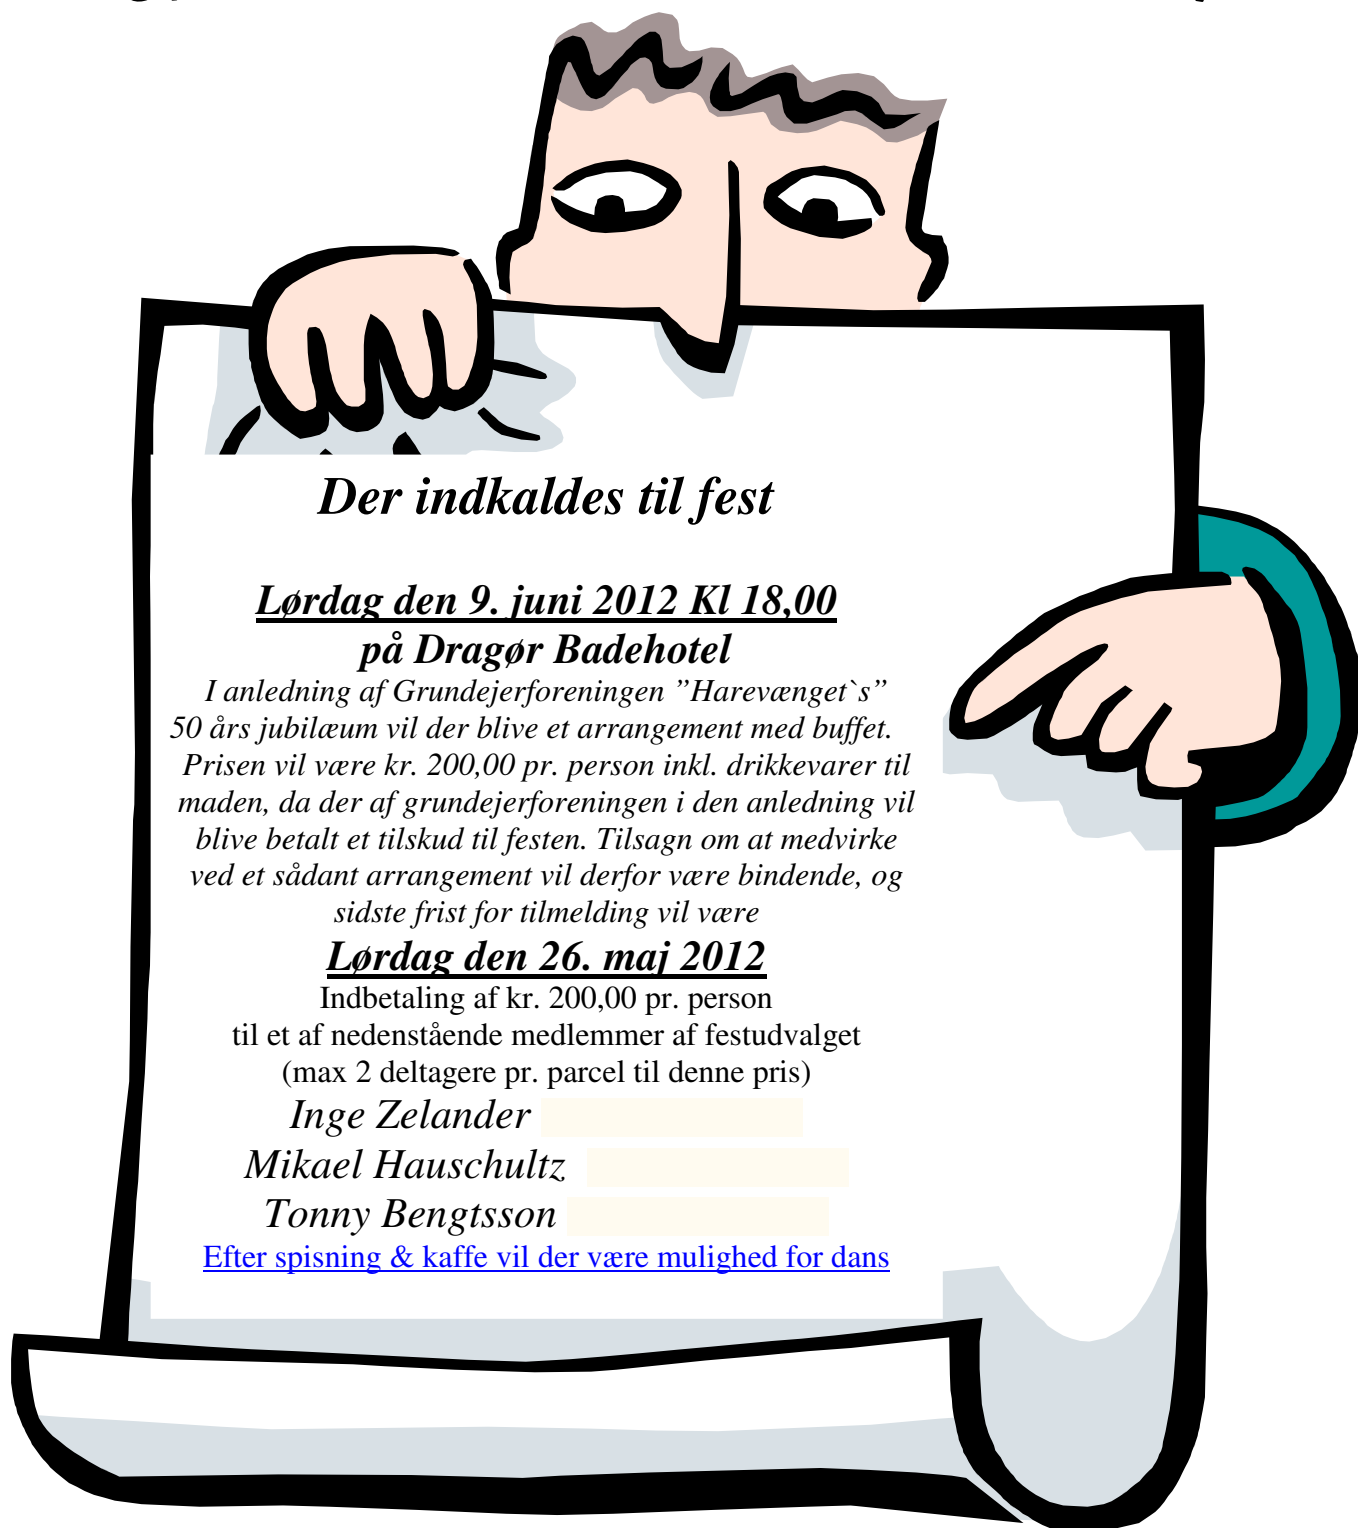 Der indkaldes til fest
Lørdag den 9. juni 2012 Kl 18,00
på Dragør Badehotel
I anledning af Grundejerforeningen ”Harevænget`s”
50 års jubilæum vil der blive et arrangement med buffet.
Prisen vil være kr. 200,00 pr. person inkl. drikkevarer til
maden, da der af grundejerforeningen i den anledning vil
blive betalt et tilskud til festen. Tilsagn om at medvirke
ved et sådant arrangement vil derfor være bindende, og
sidste frist for tilmelding vil være
Lørdag den 26. maj 2012
Indbetaling af kr. 200,00 pr. person
til et af nedenstående medlemmer af festudvalget
(max 2 deltagere pr. parcel til denne pris)
Inge Zelander
Mikael Hauschultz
Tonny Bengtsson
Efter spisning & kaffe vil der være mulighed for dans